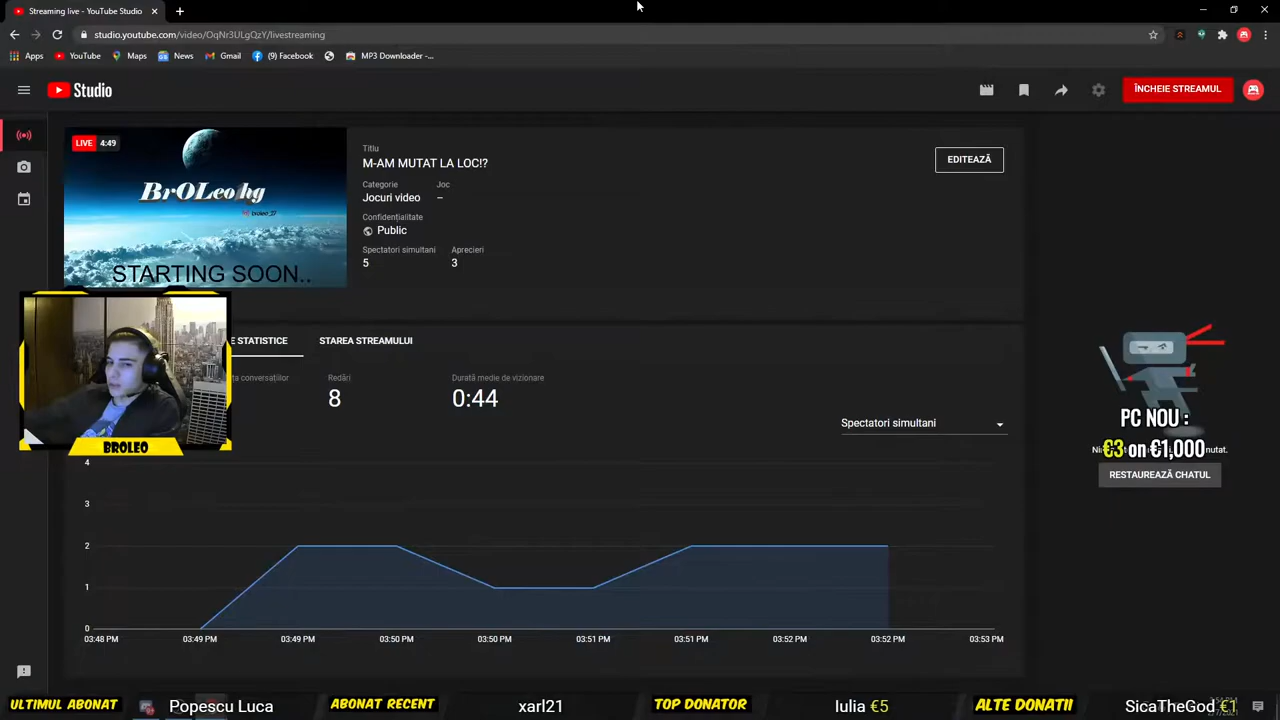 Streaming live - YouTube Studio
studio.youtube.com/video/OqNr3ULgQzY/livestreaming
Apps YouTube Maps News Gmail (9) Facebook MP3 Downloader -...
Studio
ÎNCHEIE STREAMUL
LIVE 4:49
BrOLeo.hg
STARTING SOON..
Titlu
M-AM MUTAT LA LOC!?
EDITEAZĂ
Categorie Joc
Jocuri video –
Confidențialitate
Public
Spectatori simultani Aprecieri
5 3
E STATISTICE STAREA STREAMULUI
ța conversațiilor Redări Durată medie de vizionare
8 0:44
Spectatori simultani
BROLEO
PC NOU :
€3 on €1,000
nutat.
RESTAUREAZĂ CHATUL
4
3
2
1
0
03:48 PM 03:49 PM 03:49 PM 03:50 PM 03:50 PM 03:51 PM 03:51 PM 03:52 PM 03:52 PM 03:53 PM
ULTIMUL ABONAT Popescu Luca ABONAT RECENT xarl21 TOP DONATOR Iulia €5 ALTE DONATII SicaTheGod €1